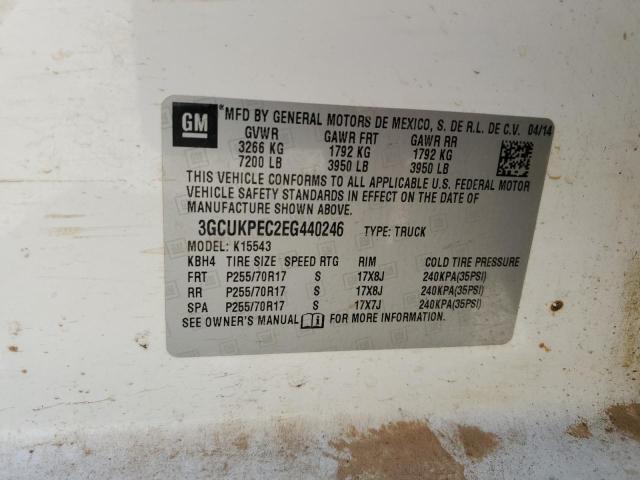 GM
MFD BY GENERAL MOTORS DE MEXICO, S. DE R.L. DE C.V. 04/14
GVWR GAWR FRT GAWR RR
3266 KG 1792 KG 1792 KG
7200 LB 3950 LB 3950 LB
THIS VEHICLE CONFORMS TO ALL APPLICABLE U.S. FEDERAL MOTOR
VEHICLE SAFETY STANDARDS IN EFFECT ON THE DATE OF
MANUFACTURE SHOWN ABOVE.
3GCUKPEC2EG440246 TYPE: TRUCK
MODEL: K15543
KBH4 TIRE SIZE SPEED RTG RIM COLD TIRE PRESSURE
FRT P255/70R17 S 17X8J 240KPA(35PSI)
RR P255/70R17 S 17X8J 240KPA(35PSI)
SPA P255/70R17 S 17X7J 240KPA(35PSI)
SEE OWNER'S MANUAL FOR MORE INFORMATION.